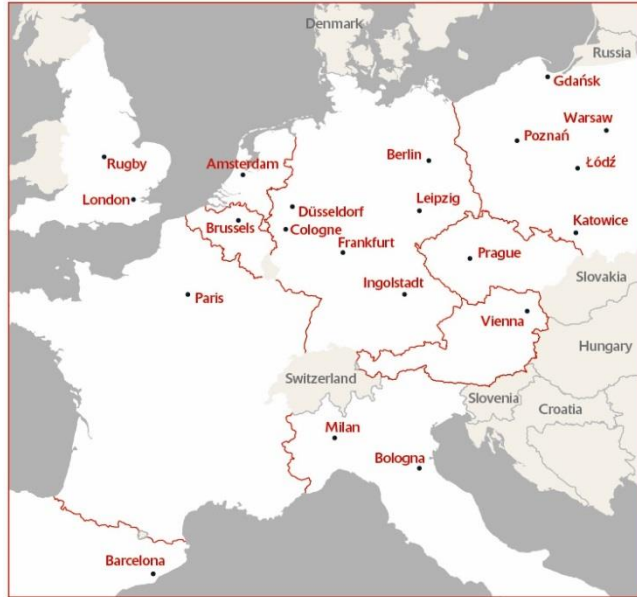 Denmark
Russia
Gdańsk
Warsaw
Poznań
Rugby
Amsterdam
Berlin
Łódź
London
Düsseldorf
Leipzig
Brussels
Cologne
Katowice
Frankfurt
Prague
Slovakia
Paris
Ingolstadt
Vienna
Hungary
Switzerland
Slovenia
Croatia
Milan
Bologna
Barcelona